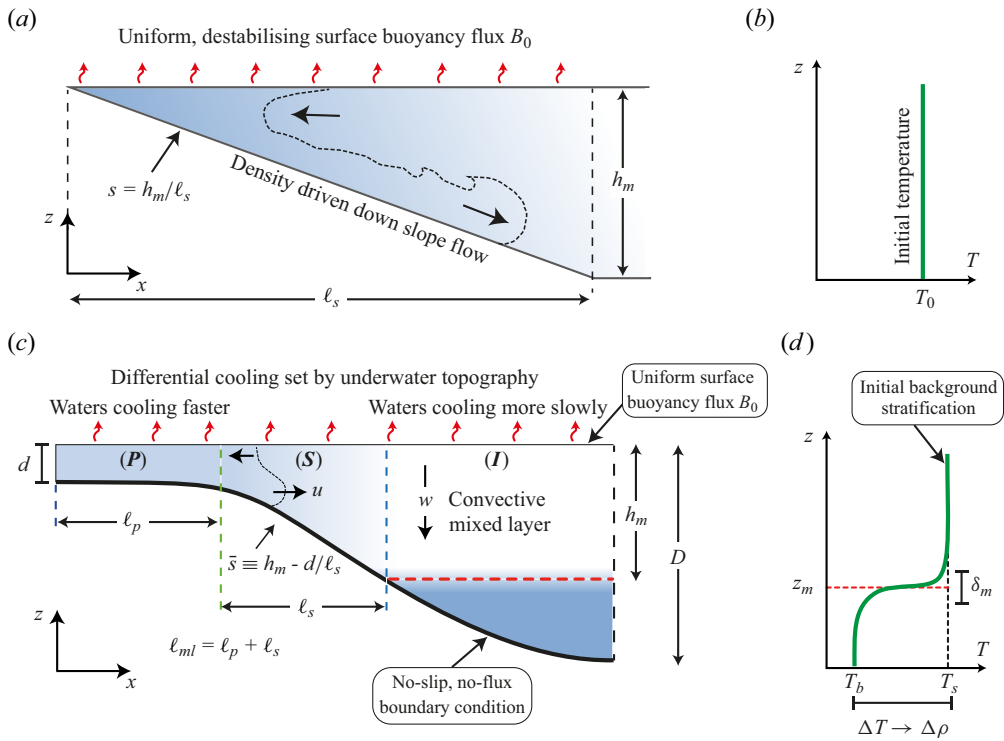 (a)
Uniform, destabilising surface buoyancy flux B₀
s = hₘ/ℓₛ
Density driven down slope flow
hₘ
z
x
ℓₛ
(b)
z
Initial temperature
T
T₀
(c)
Differential cooling set by underwater topography
Waters cooling faster
Waters cooling more slowly
Uniform surface
buoyancy flux B₀
d
(P)
(S)
(I)
u
w
Convective
mixed layer
hₘ
D
ℓₚ
s̄ ≡ hₘ - d/ℓₛ
ℓₛ
z
x
ℓₘₗ = ℓₚ + ℓₛ
No-slip, no-flux
boundary condition
(d)
Initial background
stratification
z
zₘ
δₘ
T
T_b
Tₛ
ΔT → Δρ